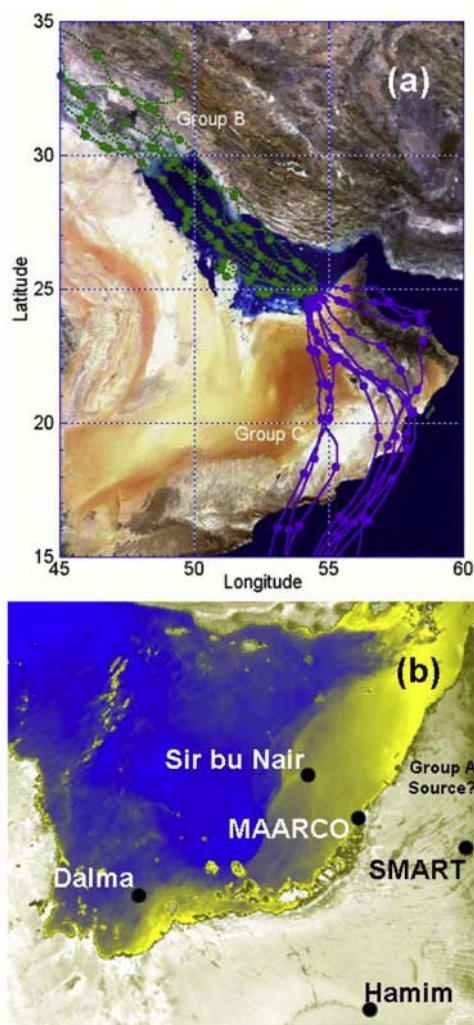 35
(a)
Group B
30
Latitude
25
20
Group C
15
45
50
55
60
Longitude
(b)
Sir bu Nair
Group A
Source?
MAARCO
SMART
Dalma
Hamim